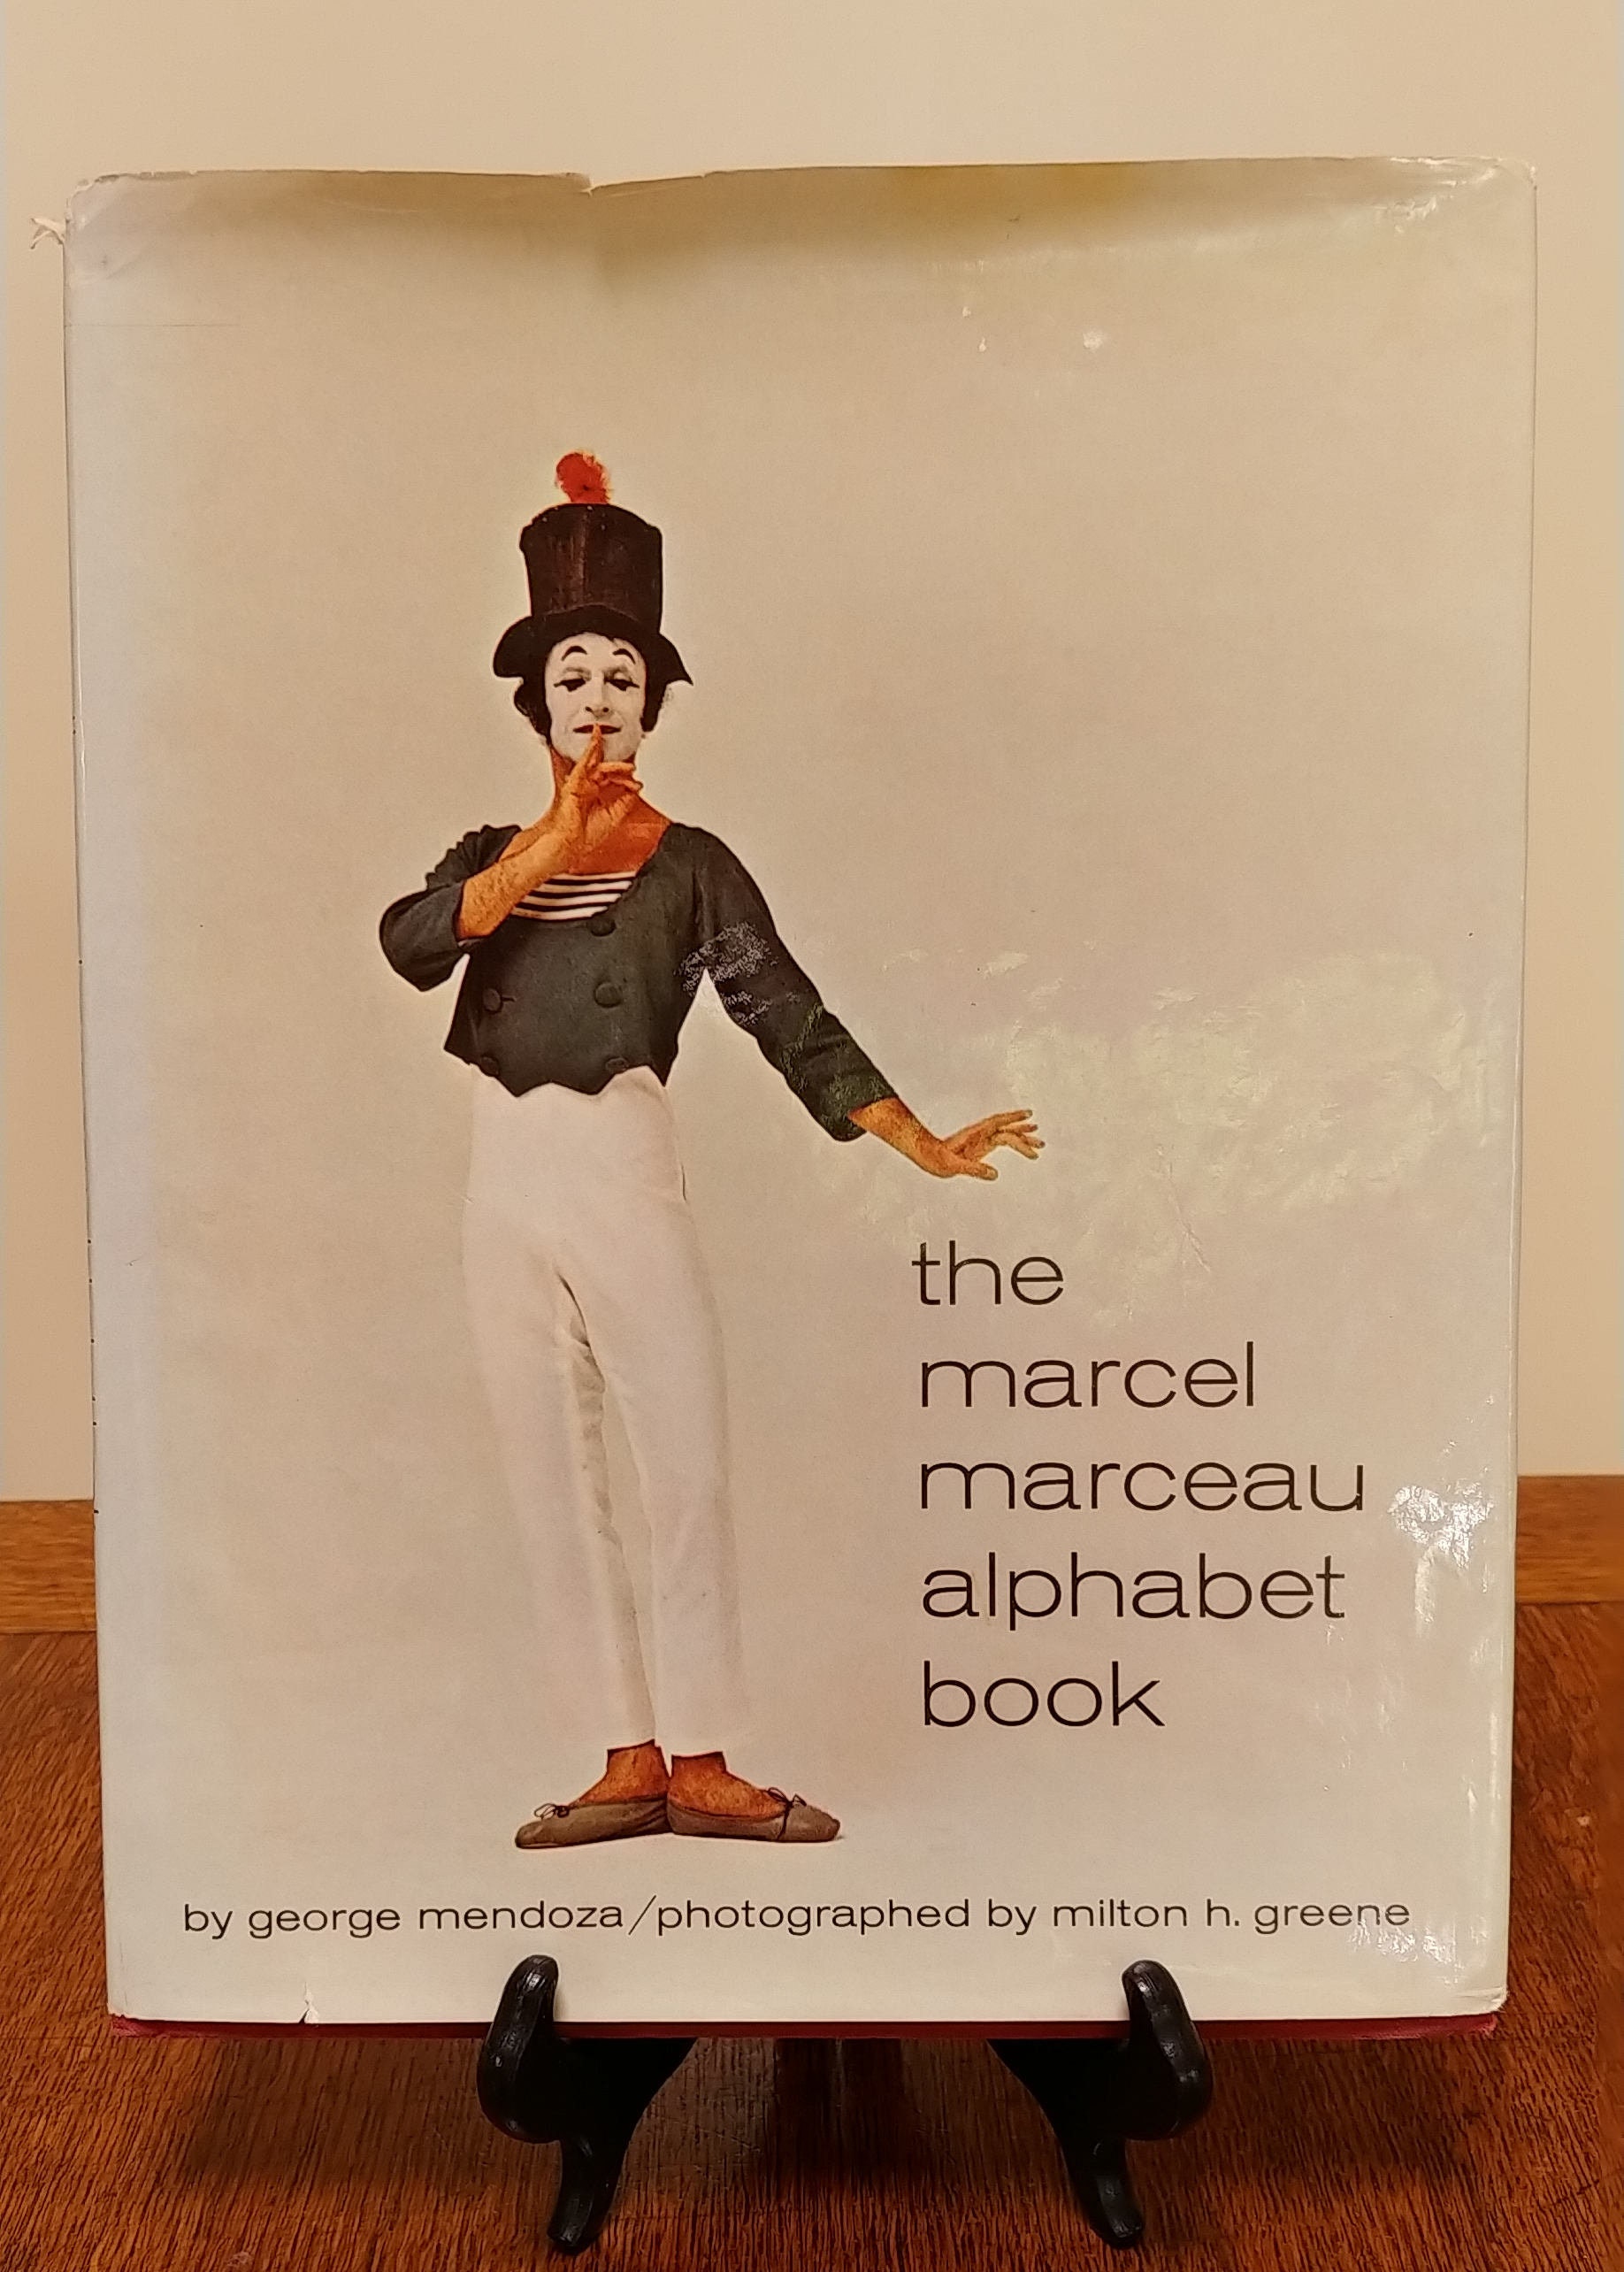 the
marcel
marceau
alphabet
book
by george mendoza/photographed by milton h. greene